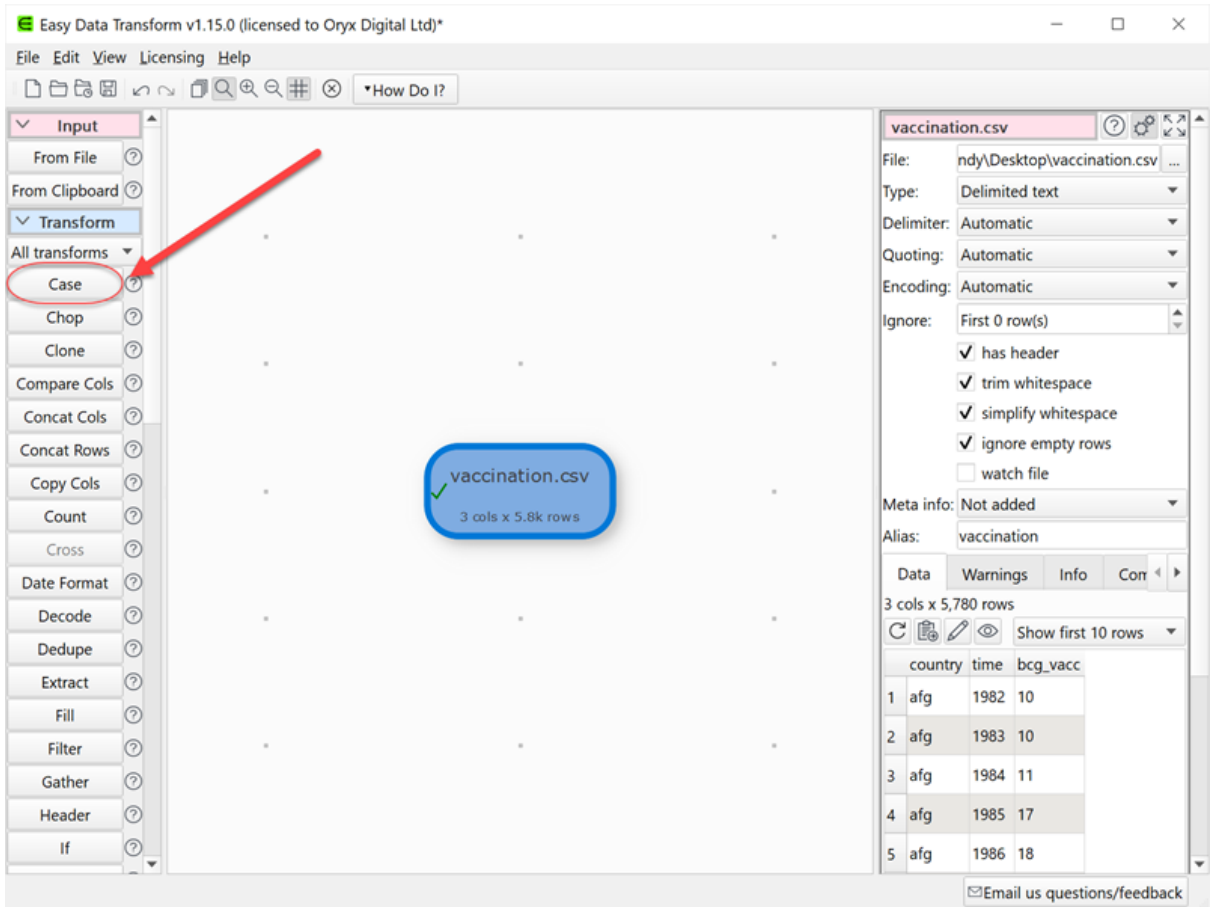 Easy Data Transform v1.15.0 (licensed to Oryx Digital Ltd)*
File Edit View Licensing Help
How Do I?
Input
From File
From Clipboard
Transform
All transforms
Case
Chop
Clone
Compare Cols
Concat Cols
Concat Rows
Copy Cols
Count
Cross
Date Format
Decode
Dedupe
Extract
Fill
Filter
Gather
Header
If
vaccination.csv
3 cols x 5.8k rows
vaccination.csv
File: ndy\Desktop\vaccination.csv ...
Type: Delimited text
Delimiter: Automatic
Quoting: Automatic
Encoding: Automatic
Ignore: First 0 row(s)
has header
trim whitespace
simplify whitespace
ignore empty rows
watch file
Meta info: Not added
Alias: vaccination
Data Warnings Info Com
3 cols x 5,780 rows
Show first 10 rows
country time bcg_vacc
1 afg 1982 10
2 afg 1983 10
3 afg 1984 11
4 afg 1985 17
5 afg 1986 18
Email us questions/feedback